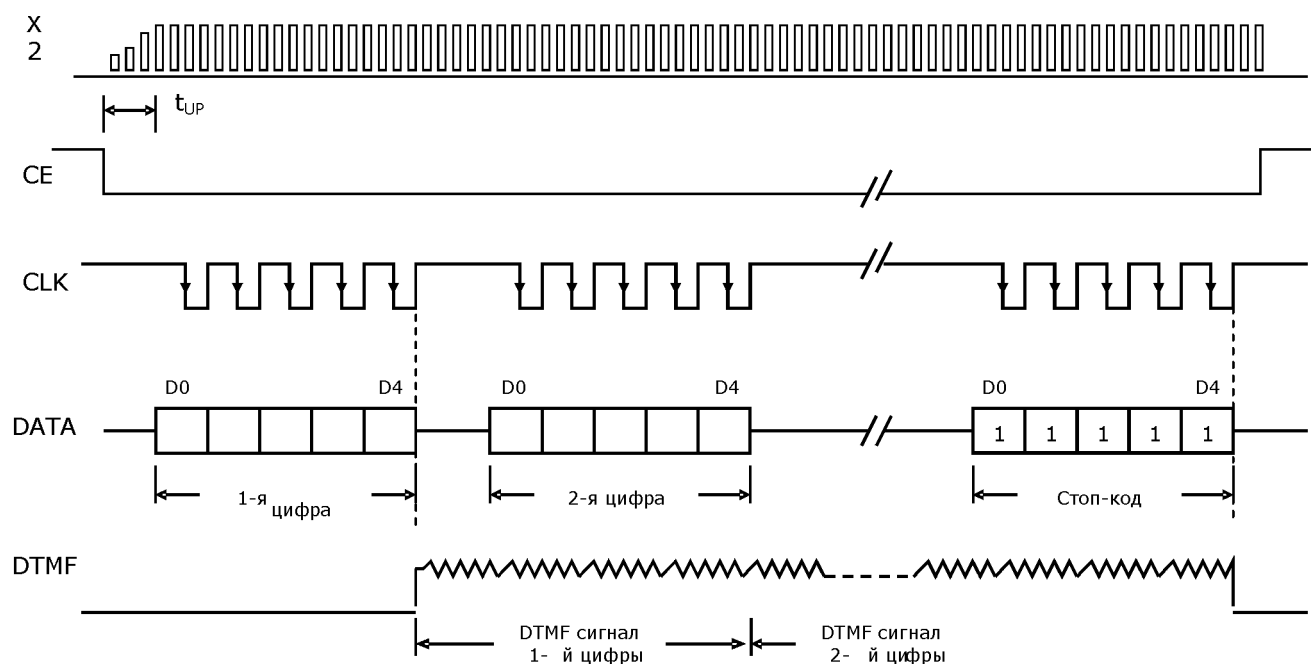 X
2
tUP
CE
CLK
D0 D4 D0 D4 D0 D4
DATA 1 1 1 1 1
1-я цифра 2-я цифра Стоп-код
DTMF
DTMF сигнал DTMF сигнал
1- й цифры 2- й цифры